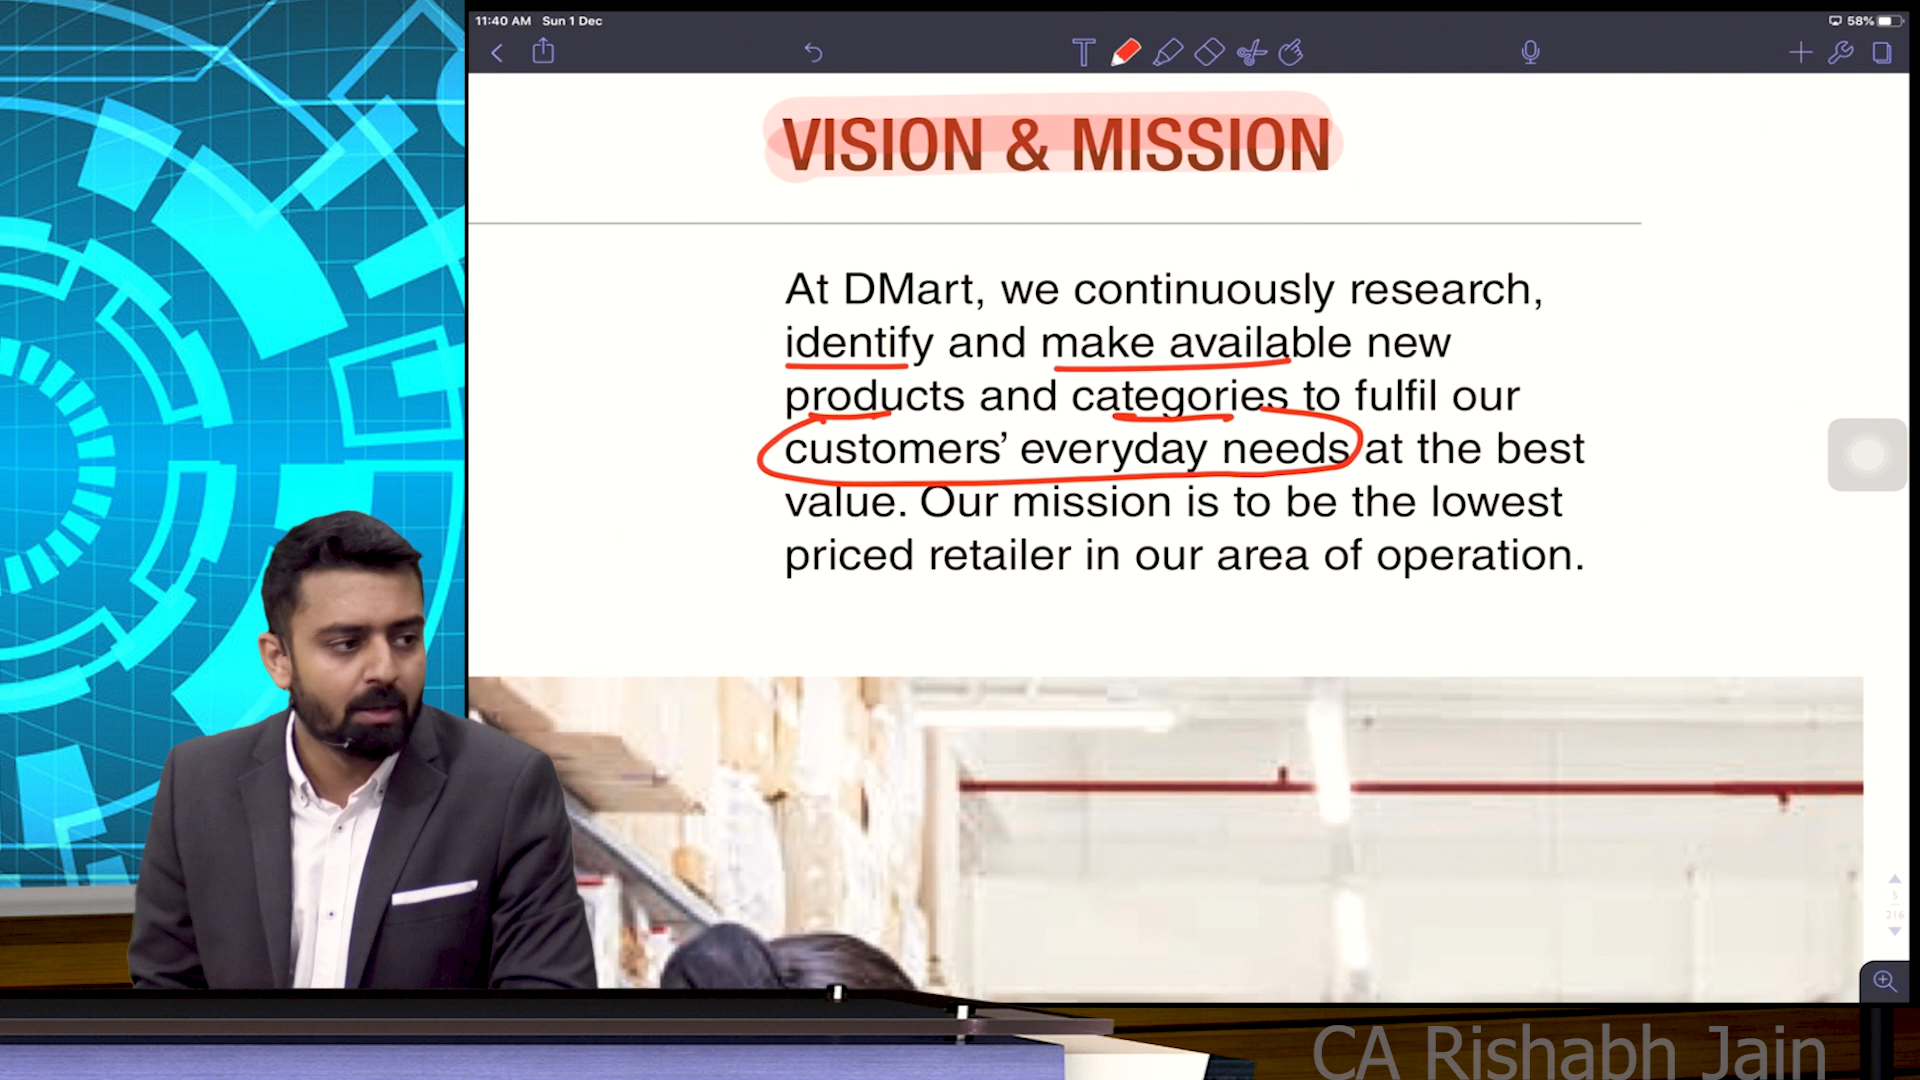 11:40 AM Sun 1 Dec
58%
T
VISION & MISSION
At DMart, we continuously research,
identify and make available new
products and categories to fulfil our
customers' everyday needs at the best
value. Our mission is to be the lowest
priced retailer in our area of operation.
5
216
CA Rishabh Jain